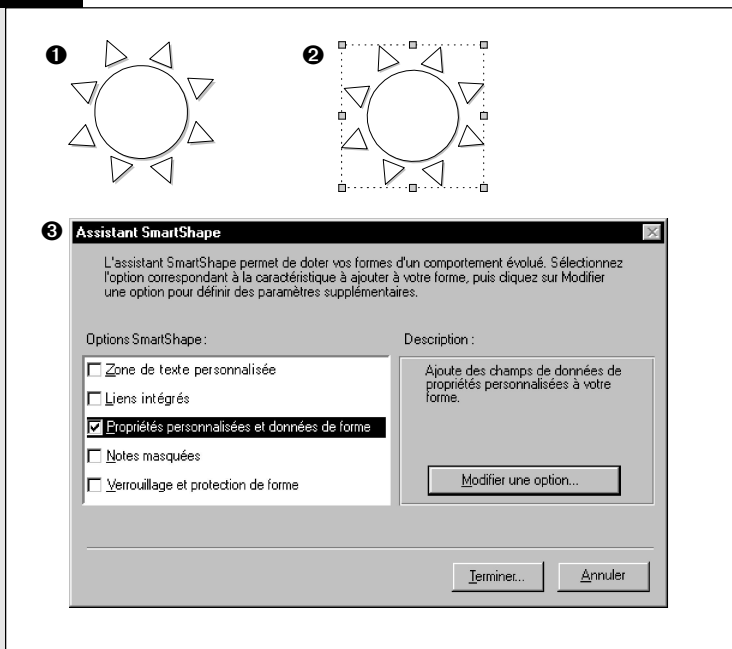 ❶
❷
❸
Assistant SmartShape
L'assistant SmartShape permet de doter vos formes d'un comportement évolué. Sélectionnez
l'option correspondant à la caractéristique à ajouter à votre forme, puis cliquez sur Modifier
une option pour définir des paramètres supplémentaires.
Options SmartShape :
Zone de texte personnalisée
Liens intégrés
Propriétés personnalisées et données de forme
Notes masquées
Verrouillage et protection de forme
Description :
Ajoute des champs de données de
propriétés personnalisées à votre
forme.
Modifier une option...
Terminer...
Annuler